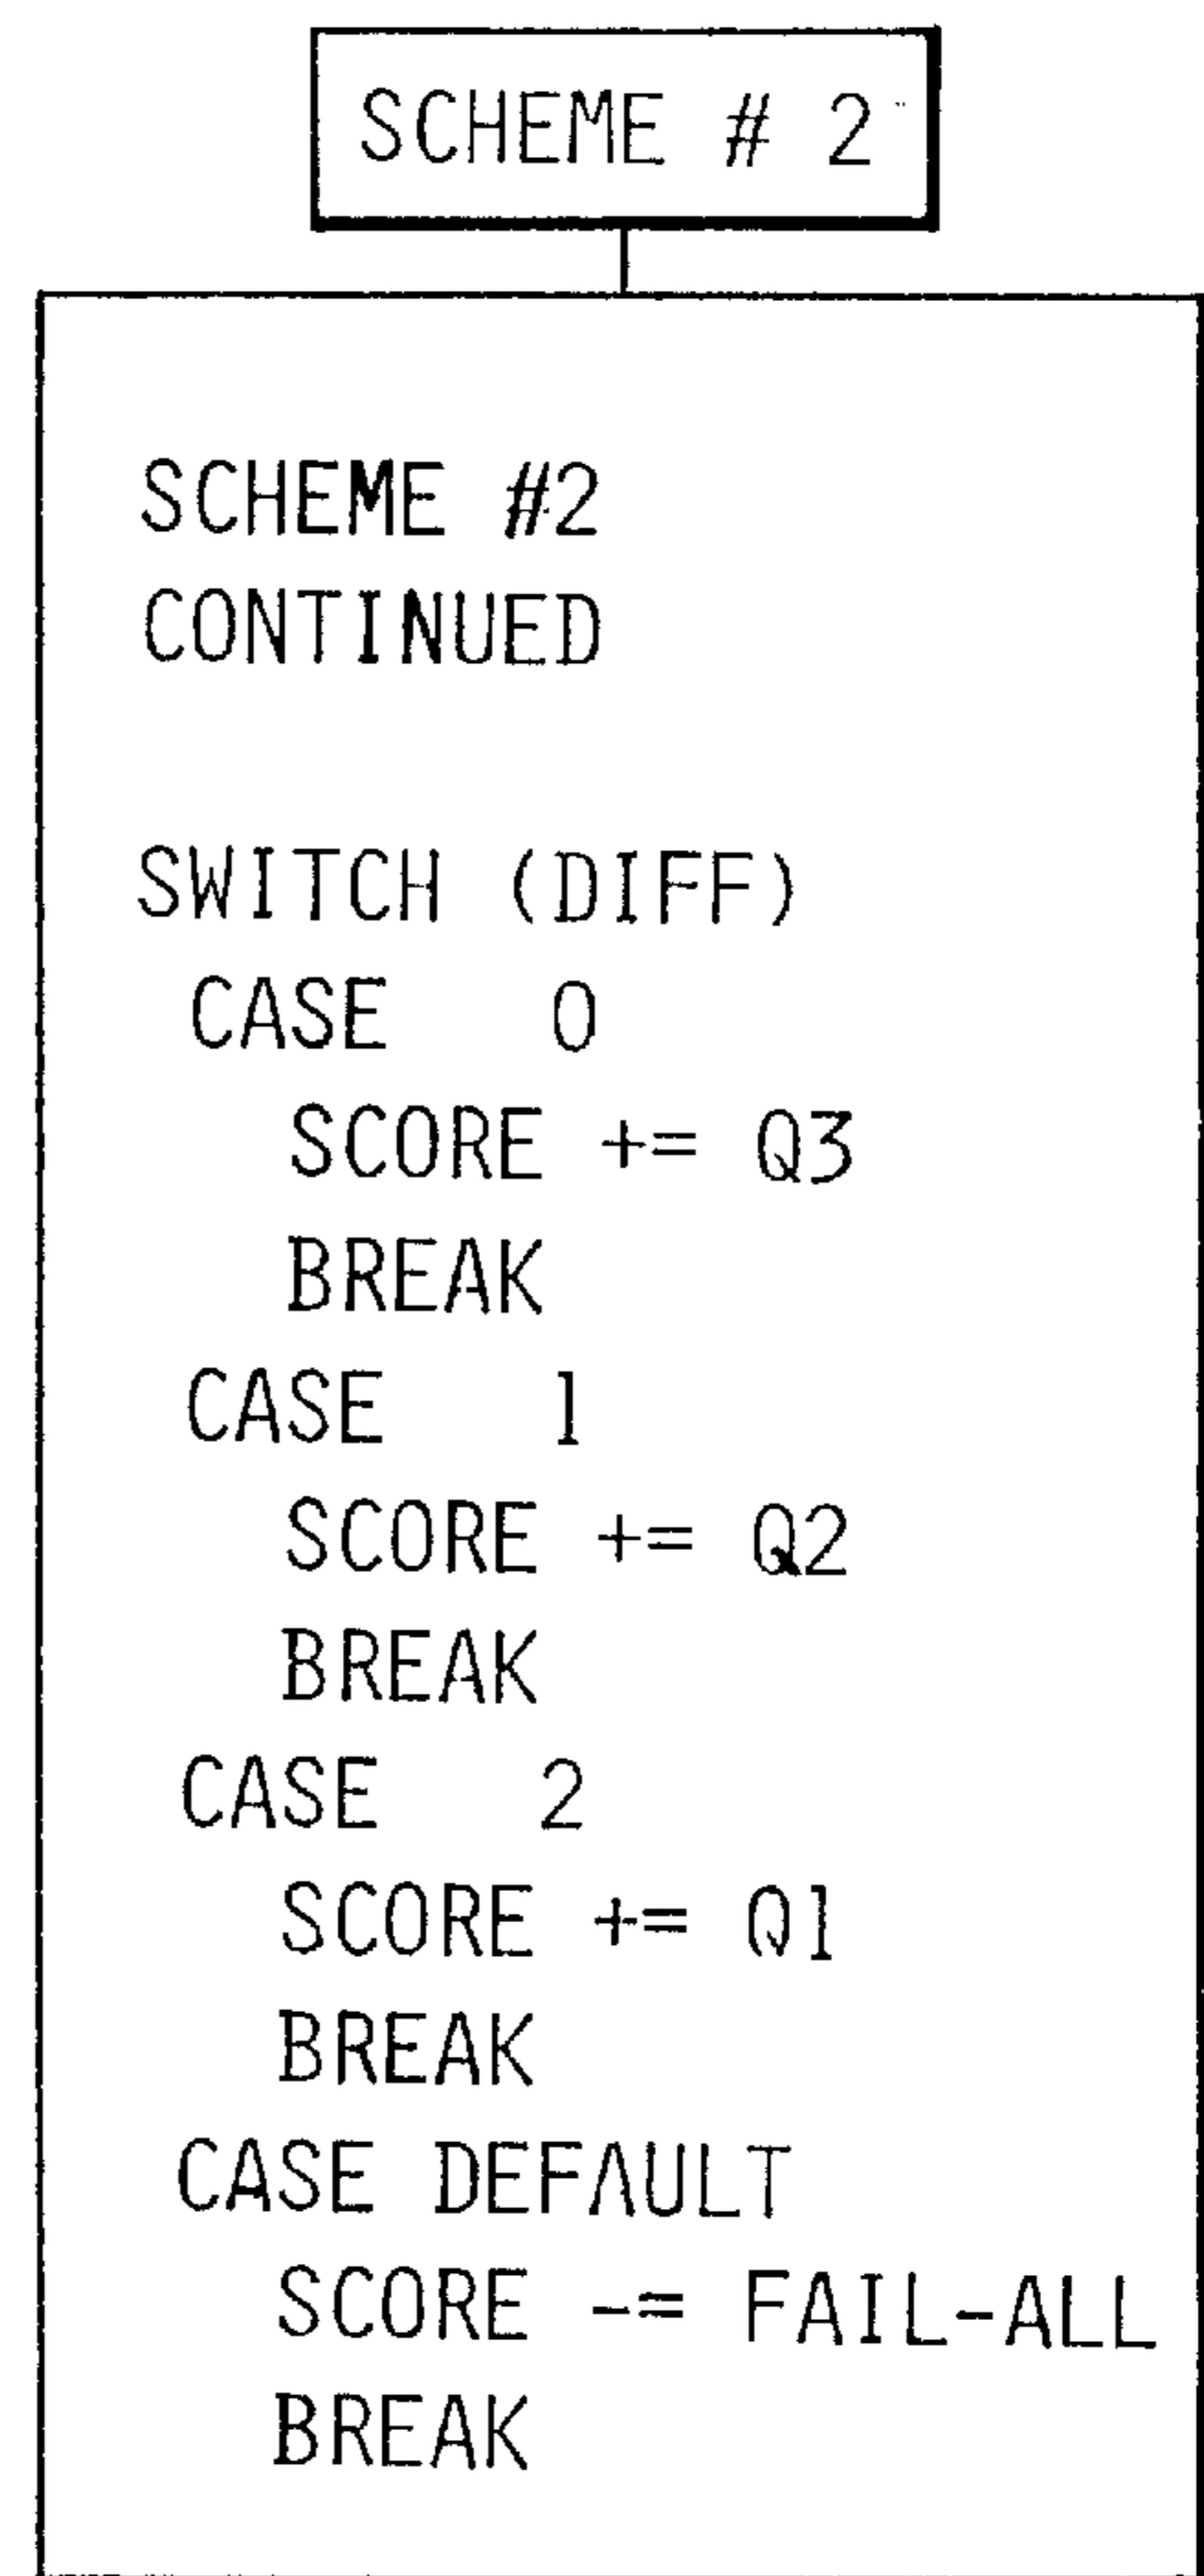 SCHEME # 2
SCHEME #2
CONTINUED
SWITCH (DIFF)
CASE 0
SCORE += Q3
BREAK
CASE 1
SCORE += Q2
BREAK
CASE 2
SCORE += Q1
BREAK
CASE DEFAULT
SCORE -= FAIL-ALL
BREAK